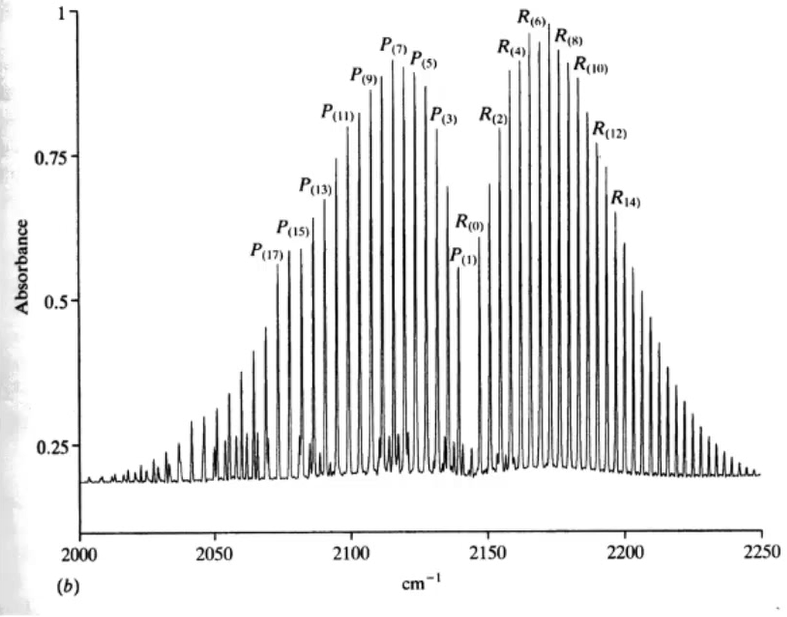 1
R(6)
R(8)
P(7)
P(5)
R(4)
R(10)
P(9)
P(11)
P(3)
R(2)
R(12)
0.75
P(13)
R14)
P(15)
R(0)
P(17)
P(1)
Absorbance
0.5
0.25
2000
2050
2100
2150
2200
2250
(b)
cm⁻¹